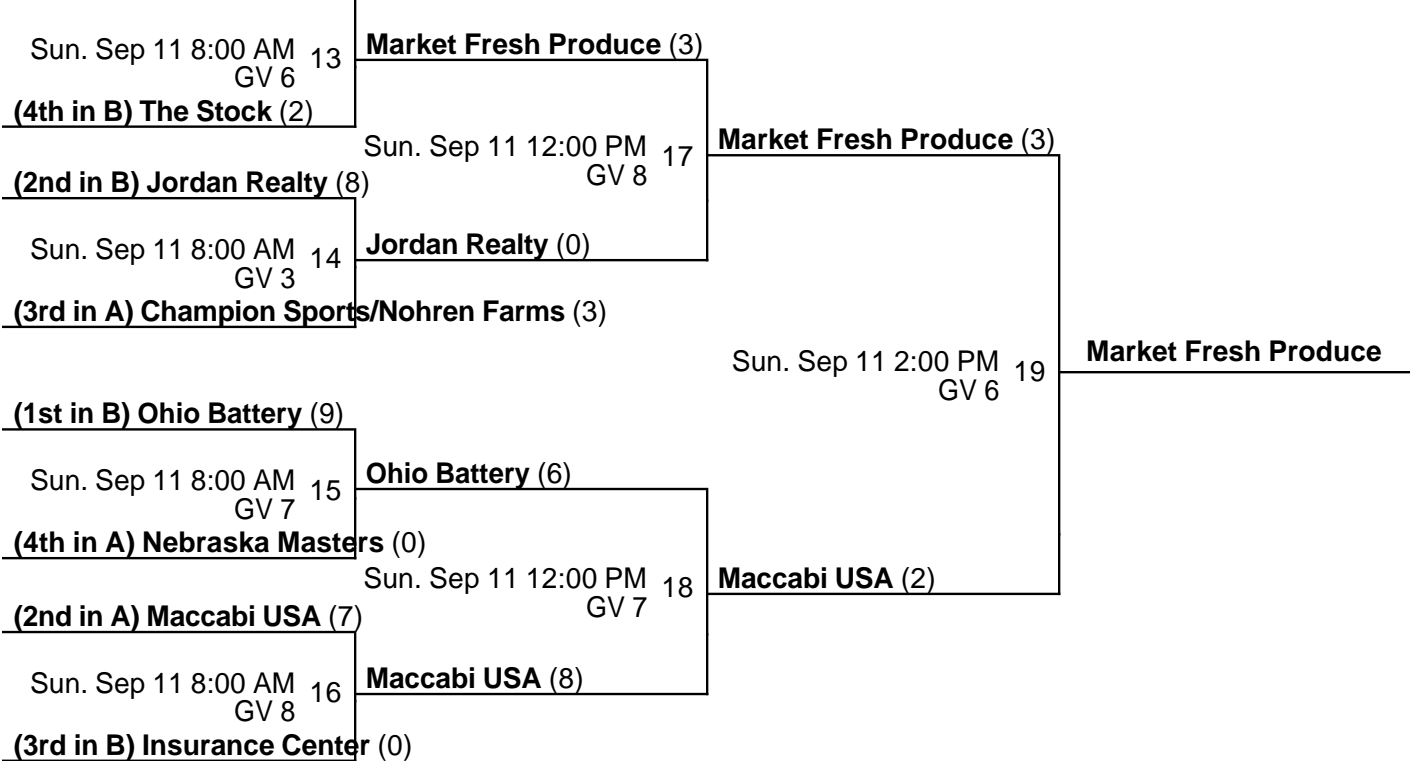 Sun. Sep 11 8:00 AM 13 Market Fresh Produce (3)
GV 6
(4th in B) The Stock (2)
Sun. Sep 11 12:00 PM 17 Market Fresh Produce (3)
GV 8
(2nd in B) Jordan Realty (8)
Sun. Sep 11 8:00 AM 14 Jordan Realty (0)
GV 3
(3rd in A) Champion Sports/Nohren Farms (3)
Sun. Sep 11 2:00 PM 19 Market Fresh Produce
GV 6
(1st in B) Ohio Battery (9)
Sun. Sep 11 8:00 AM 15 Ohio Battery (6)
GV 7
(4th in A) Nebraska Masters (0)
Sun. Sep 11 12:00 PM 18 Maccabi USA (2)
GV 7
(2nd in A) Maccabi USA (7)
Sun. Sep 11 8:00 AM 16 Maccabi USA (8)
GV 8
(3rd in B) Insurance Center (0)